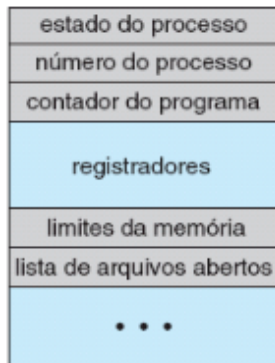 estado do processo
número do processo
contador do programa
registradores
limites da memória
lista de arquivos abertos
• • •